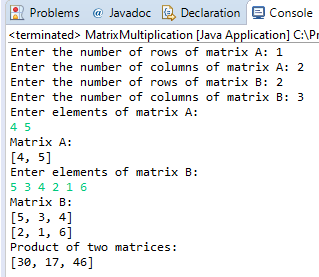 Problems @ Javadoc Declaration Console
<terminated> MatrixMultiplication [Java Application] C:\Pr
Enter the number of rows of matrix A: 1
Enter the number of columns of matrix A: 2
Enter the number of rows of matrix B: 2
Enter the number of columns of matrix B: 3
Enter elements of matrix A:
4 5
Matrix A:
[4, 5]
Enter elements of matrix B:
5 3 4 2 1 6
Matrix B:
[5, 3, 4]
[2, 1, 6]
Product of two matrices:
[30, 17, 46]